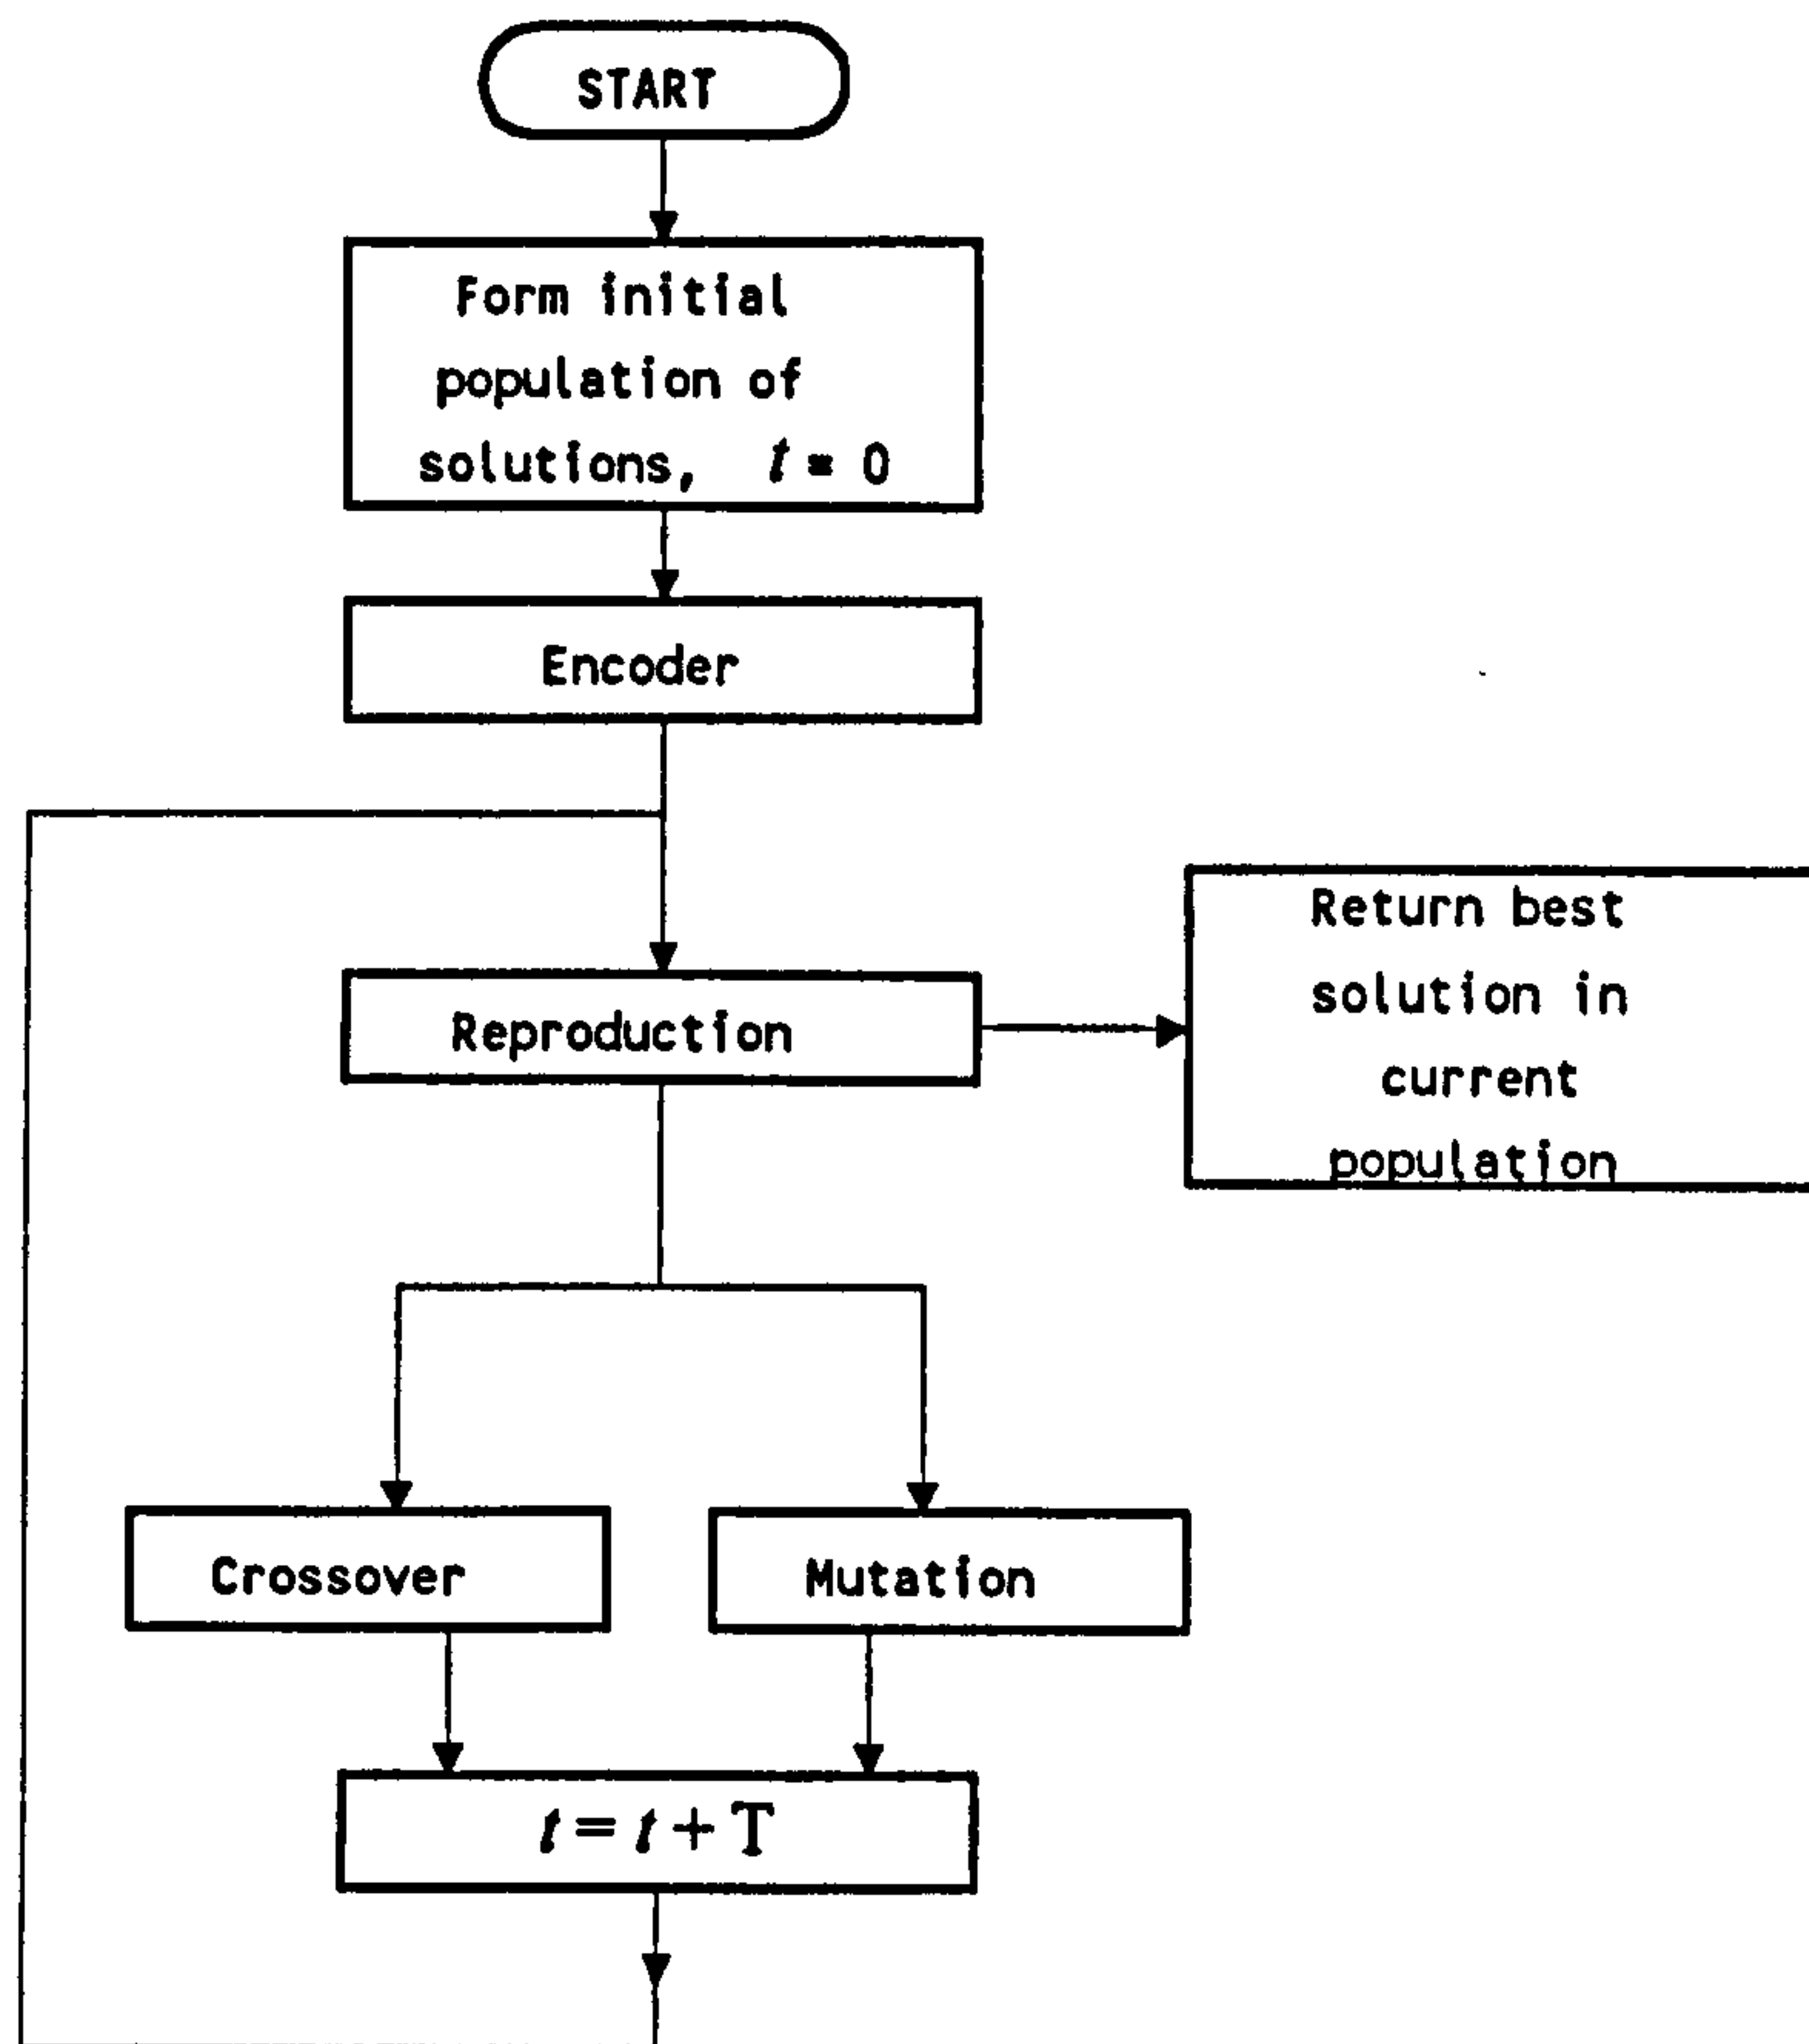 START
Form initial
population of
solutions, t = 0
Encoder
Reproduction
Return best
solution in
current
population
Crossover
Mutation
t = t + T